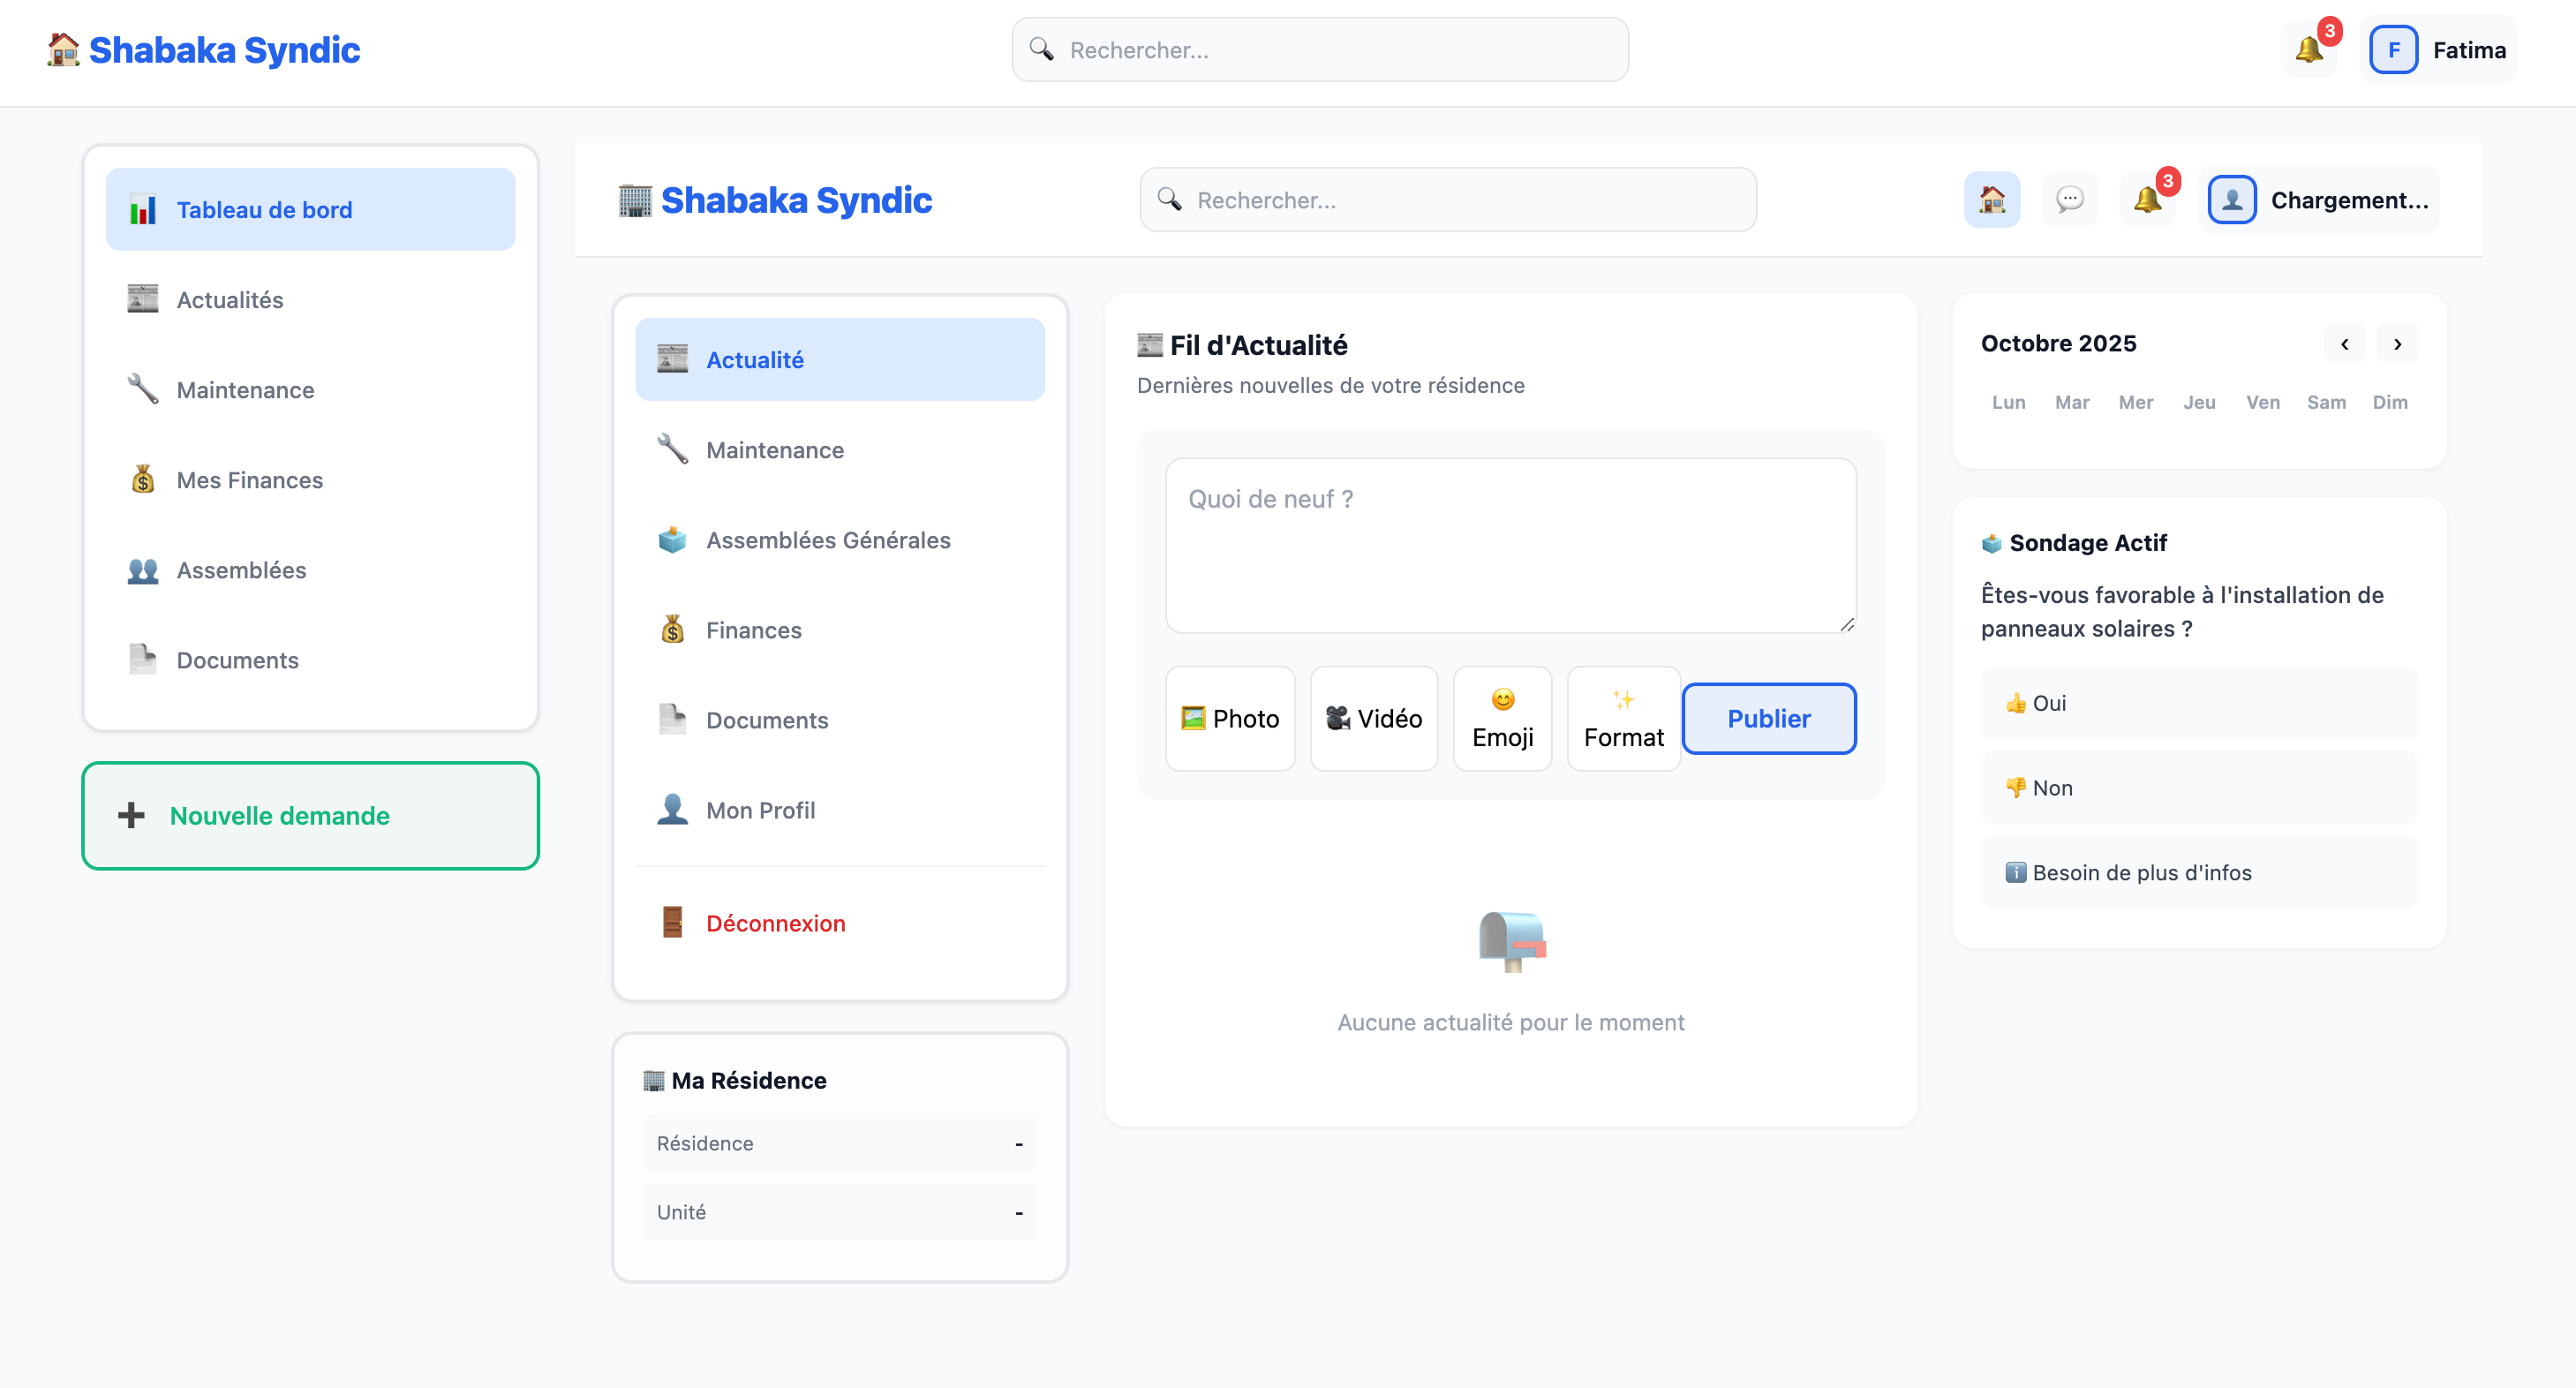 Shabaka Syndic
Rechercher...
3
F
Fatima
Tableau de bord
Actualités
Maintenance
Mes Finances
Assemblées
Documents
Nouvelle demande
Shabaka Syndic
Rechercher...
3
Chargement...
Actualité
Maintenance
Assemblées Générales
Finances
Documents
Mon Profil
Déconnexion
Ma Résidence
Résidence -
Unité -
Fil d'Actualité
Dernières nouvelles de votre résidence
Quoi de neuf ?
Photo
Vidéo
Emoji
Format
Publier
Aucune actualité pour le moment
Octobre 2025
‹ ›
Lun Mar Mer Jeu Ven Sam Dim
Sondage Actif
Êtes-vous favorable à l'installation de
panneaux solaires ?
Oui
Non
Besoin de plus d'infos